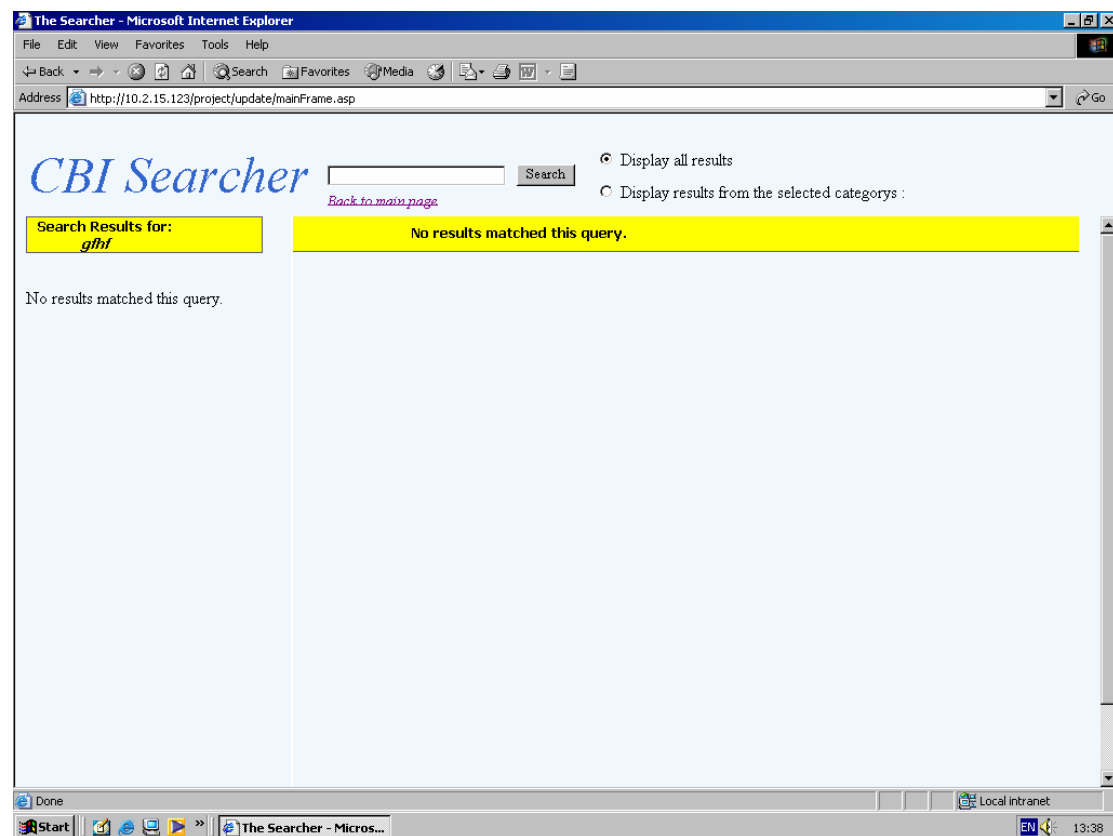 The Searcher - Microsoft Internet Explorer
File Edit View Favorites Tools Help
Back Search Favorites Media
Address http://10.2.15.123/project/update/mainFrame.asp Go
CBI Searcher
Search
Display all results
Display results from the selected categorys :
Back to main page
Search Results for:
gfhf
No results matched this query.
No results matched this query.
Done Local intranet
Start » The Searcher - Micros... EN 13:38